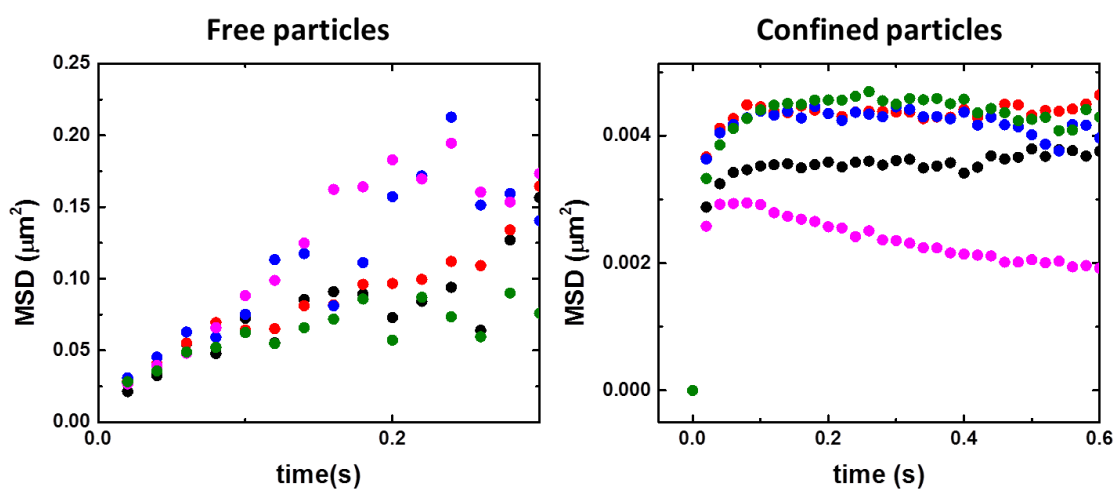 Free particles
Confined particles
0.25
0.20
0.15
0.10
0.05
0.00
MSD (μm²)
0.0
0.2
time(s)
0.004
0.002
0.000
MSD (μm²)
0.0
0.2
0.4
0.6
time (s)